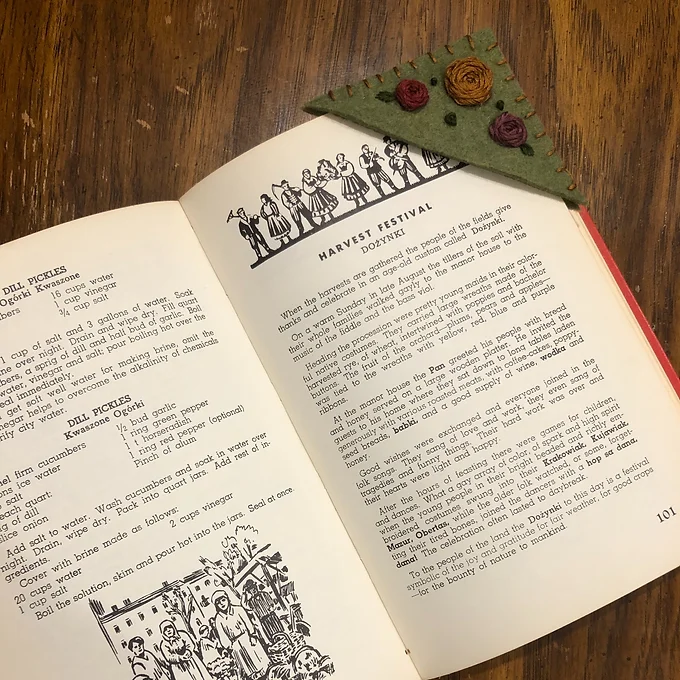 DILL PICKLES
Ogórki Kwaszone
16 cups water
1 cup vinegar
¾ cup salt
1 cup of salt and 3 gallons of water. Soak
over night. Drain and wipe dry. Fill quart
a sprig of dill and half bud of garlic. Boil
water, vinegar and salt; pour boiling hot over the
immediately.
get soft well water for making brine, omit the
helps to overcome the alkalinity of chemicals
city water.
DILL PICKLES
Kwaszone Ogórki
firm cucumbers
ice water
salt
each quart:
of dill
onion
½ bud garlic
1 ring green pepper
1 horseradish
1 ring red pepper (optional)
Pinch of alum
Add salt to water. Wash cucumbers and soak in water over
night. Drain, wipe dry. Pack into quart jars. Add rest of in-
gredients.
Cover with brine made as follows:
20 cups water
1 cup salt
2 cups vinegar
Boil the solution, skim and pour hot into the jars. Seal at once.
HARVEST FESTIVAL
DOŻYNKI
When the harvests are gathered the people of the fields give
thanks and celebrate in an age-old custom called Dożynki.
On a warm Sunday in late August the tillers of the soil with
their whole families walked gayly to the manor house to the
music of the fiddle and the bass viol.
Heading the procession were pretty young maids in their color-
ful native costumes. They carried large wreaths made of the
harvested rye, of wheat, intertwined with poppies and bachelor
buttons. The fruit of the orchard—plums, pears and apples—
was tied to the wreaths with yellow, red, blue and purple
ribbons.
At the manor house the Pan greeted his people with bread
and honey served on a large wooden platter. He invited the
guests to his home where they sat down to long tables laden
generously with various roasted meats, with coffee-cakes, poppy-
seed breads, babki, and a good supply of wine, wodka and
honey.
Good wishes were exchanged and everyone joined in the
folk songs. They sang of love and work, they even sang of
tragedies and funny things. Their hard work was over and
their hearts were light and happy.
After the hours of feasting there were games for children,
and dances. What a gay array of color and happy spirit it was
when the young people in their bright beaded and richly em-
broidered costumes swung into their Krakowiak, Kujawiak,
Mazur, Obertas, while the older folk watched, or some, forget-
ting their tired bones, joined the dancers with a hop sa dana,
dana! The celebration often lasted to daybreak.
To the people of the land the Dożynki to this day is a festival
symbolic of the joy and gratitude for fair weather, for good crops
—for the bounty of nature to mankind.
101